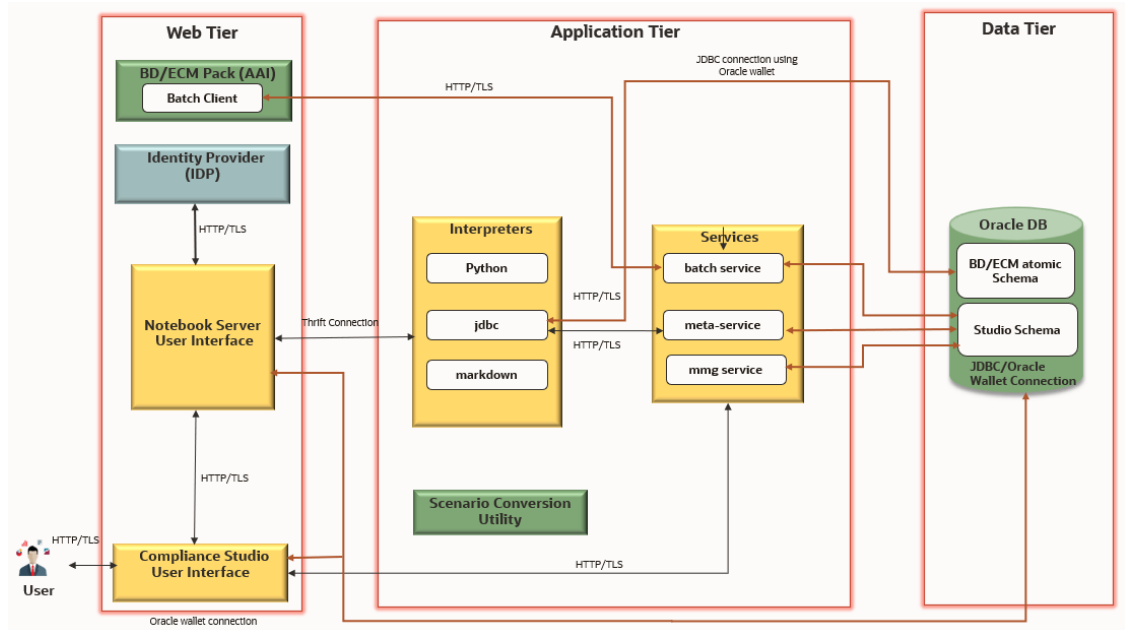 Web Tier
Application Tier
Data Tier
BD/ECM Pack (AAI)
Batch Client
HTTP/TLS
JDBC connection using
Oracle wallet
Identity Provider
(IDP)
HTTP/TLS
Interpreters
Python
jdbc
markdown
HTTP/TLS
HTTP/TLS
Services
batch service
meta-service
mmg service
Oracle DB
BD/ECM atomic
Schema
Studio Schema
JDBC/Oracle
Wallet Connection
Notebook Server
User Interface
Thrift Connection
HTTP/TLS
Scenario Conversion
Utility
User
HTTP/TLS
Compliance Studio
User Interface
HTTP/TLS
Oracle wallet connection